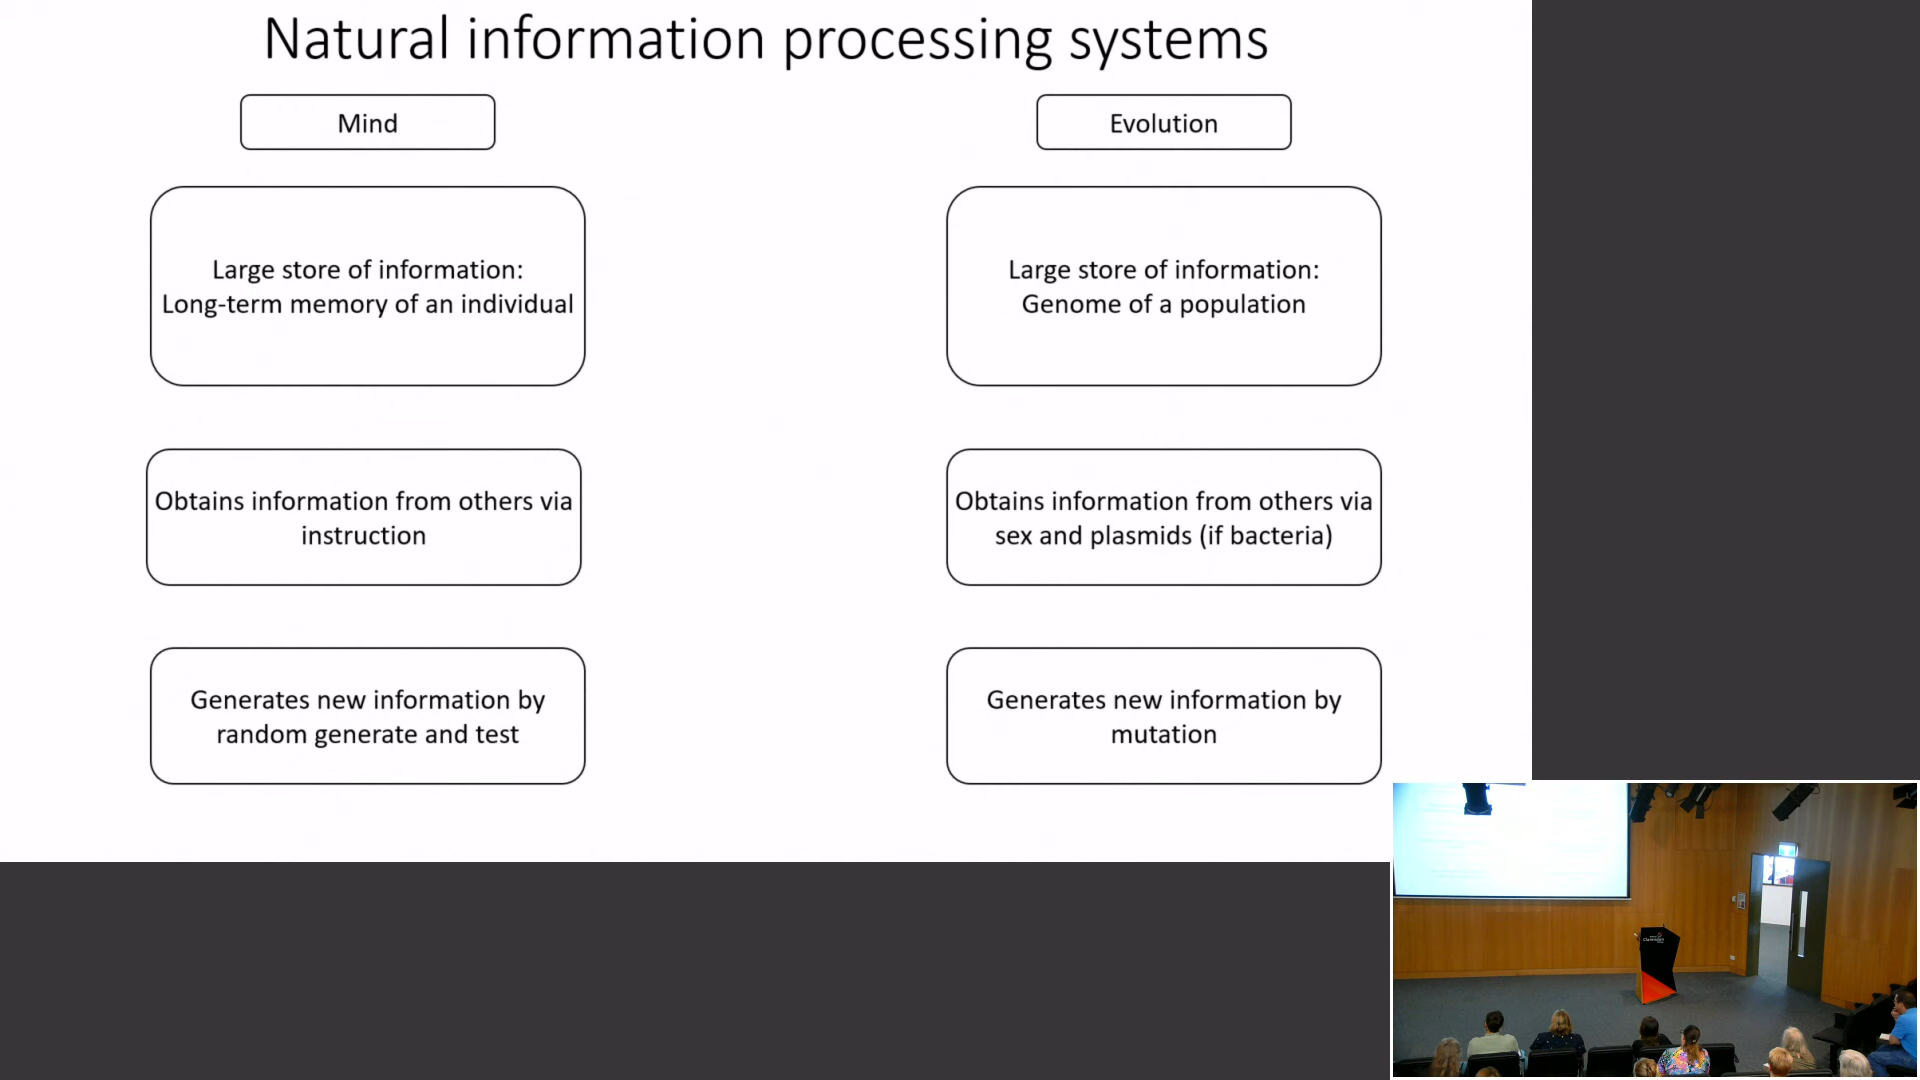 Natural information processing systems
Mind
Evolution
Large store of information:
Long-term memory of an individual
Large store of information:
Genome of a population
Obtains information from others via
instruction
Obtains information from others via
sex and plasmids (if bacteria)
Generates new information by
random generate and test
Generates new information by
mutation